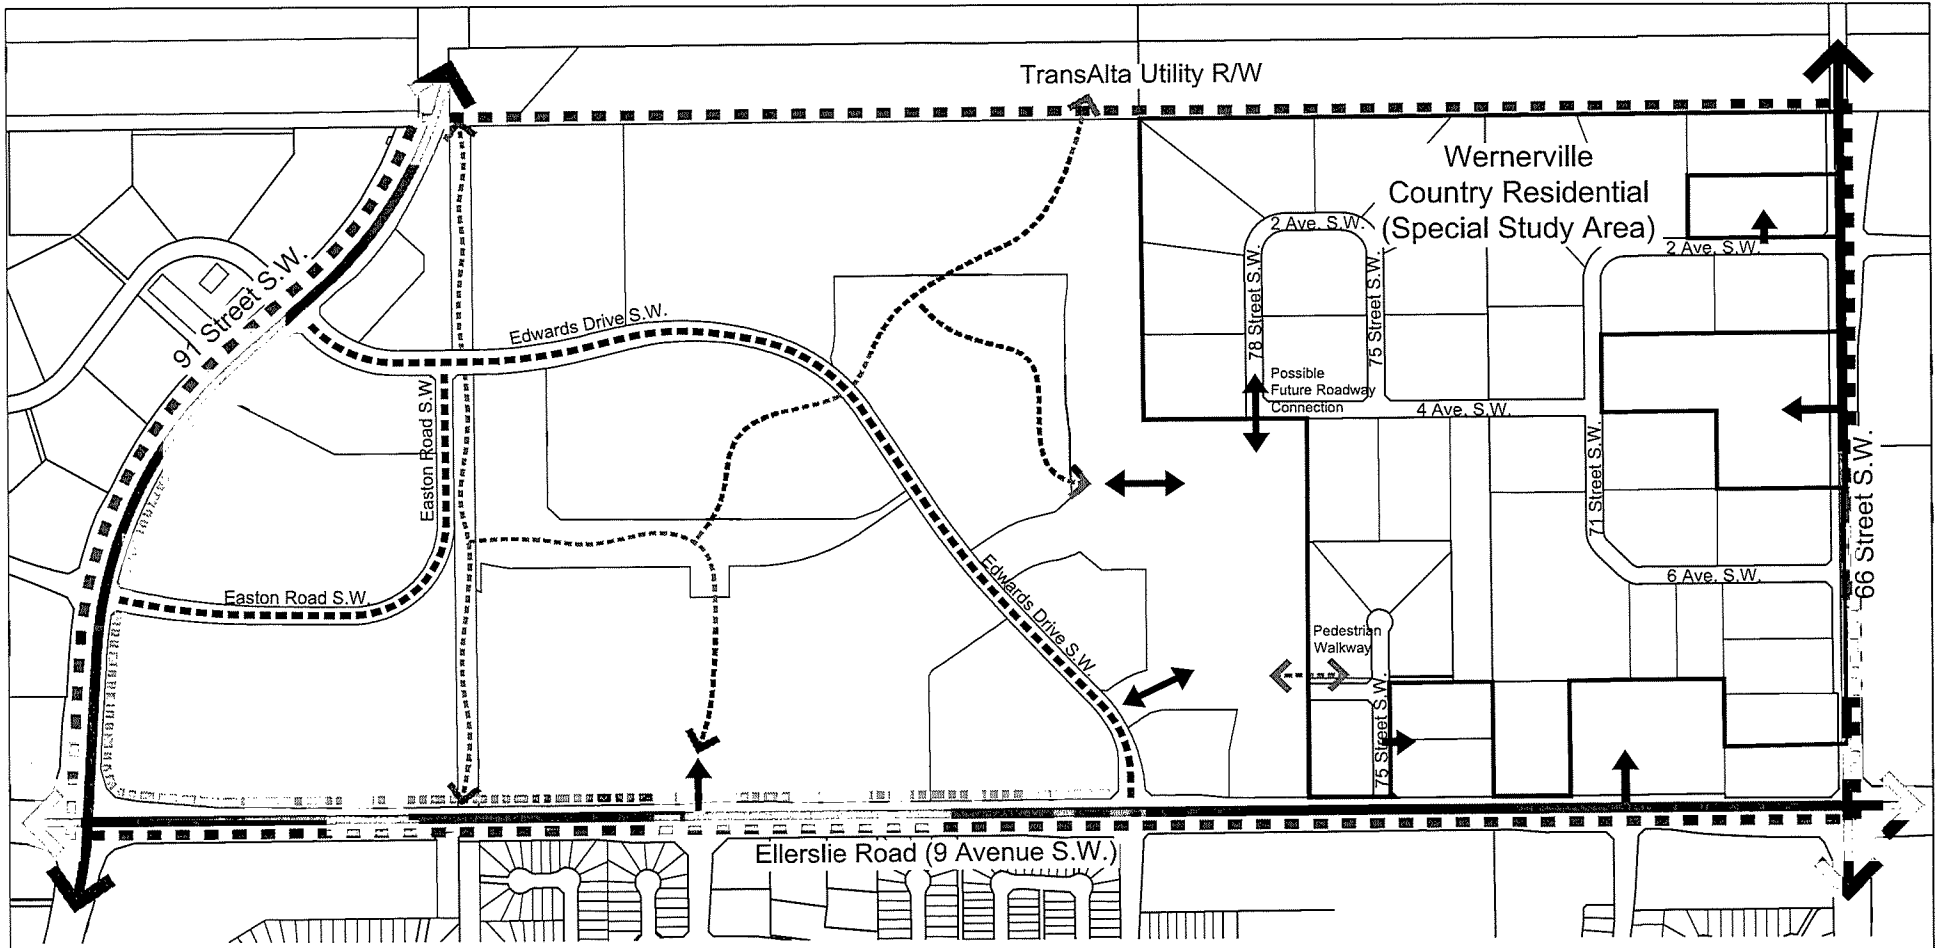 TransAlta Utility R/W
Wernerville
Country Residential
(Special Study Area)
2 Ave. S.W.
2 Ave. S.W.
91 Street S.W.
78 Street S.W.
75 Street S.W.
Edwards Drive S.W.
Possible
Future Roadway
Connection
4 Ave. S.W.
Easton Road S.W.
71 Street S.W.
66 Street S.W.
6 Ave. S.W.
Easton Road S.W.
Edwards Drive S.W.
Pedestrian
Walkway
75 Street S.W.
Ellerslie Road (9 Avenue S.W.)